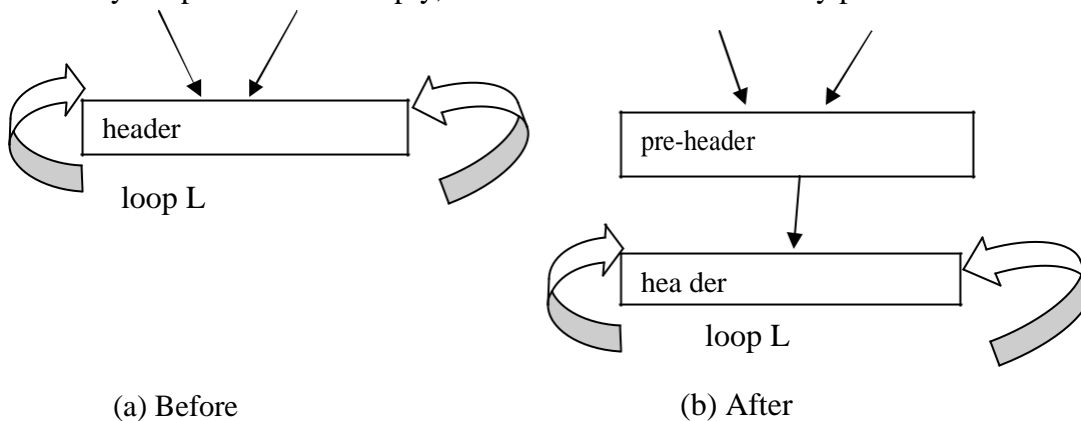 header
loop L
pre-header
hea der
loop L
(a) Before
(b) After